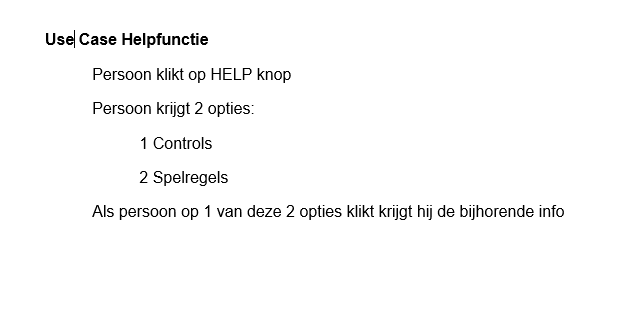 Use Case Helpfunctie
Persoon klikt op HELP knop
Persoon krijgt 2 opties:
1 Controls
2 Spelregels
Als persoon op 1 van deze 2 opties klikt krijgt hij de bijhorende info